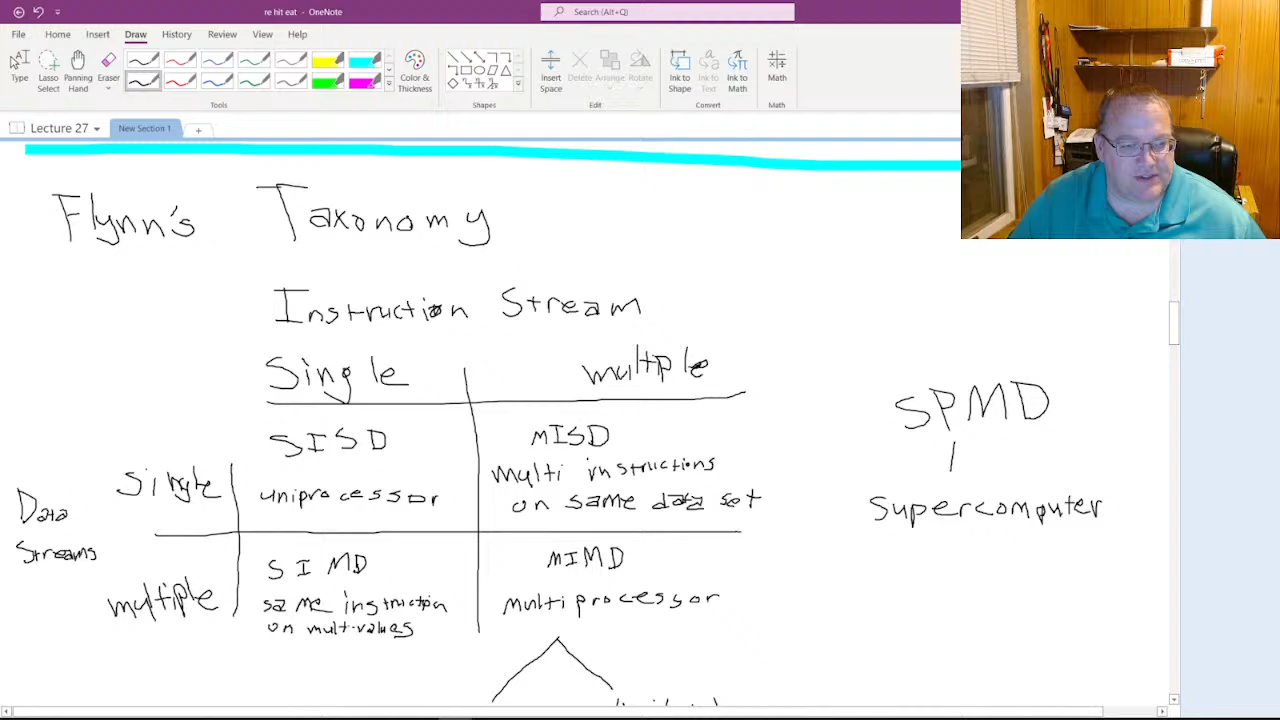 re hit eat - OneNote
Search (Alt+Q)
File Home Insert Draw History Review View Help
Type
Lasso Select
Panning Hand
Eraser
Color & Thickness
Insert Space
Delete
Arrange
Rotate
Ink to Shape
Ink to Text
Ink to Math
Math
Tools Shapes Edit Convert Math
Lecture 27 New Section 1 +
Flynn's Taxonomy
Instruction Stream
Single multiple
SPMD
SISD MISD
single uniprocessor multi instructions
on same data set
Data Streams
supercomputer
SIMD MIMD
multiple same instruction multiprocessor
on multi-values